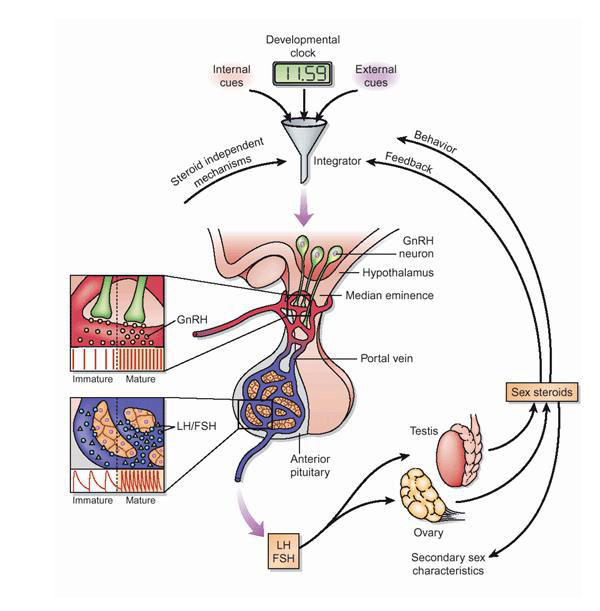 Developmental
clock
Internal
cues
11:59
External
cues
Steroid independent
mechanisms
Integrator
Behavior
Feedback
GnRH
neuron
Hypothalamus
Median eminence
GnRH
Immature
Mature
Portal vein
LH/FSH
Immature
Mature
Anterior
pituitary
Sex steroids
Testis
Ovary
LH
FSH
Secondary sex
characteristics